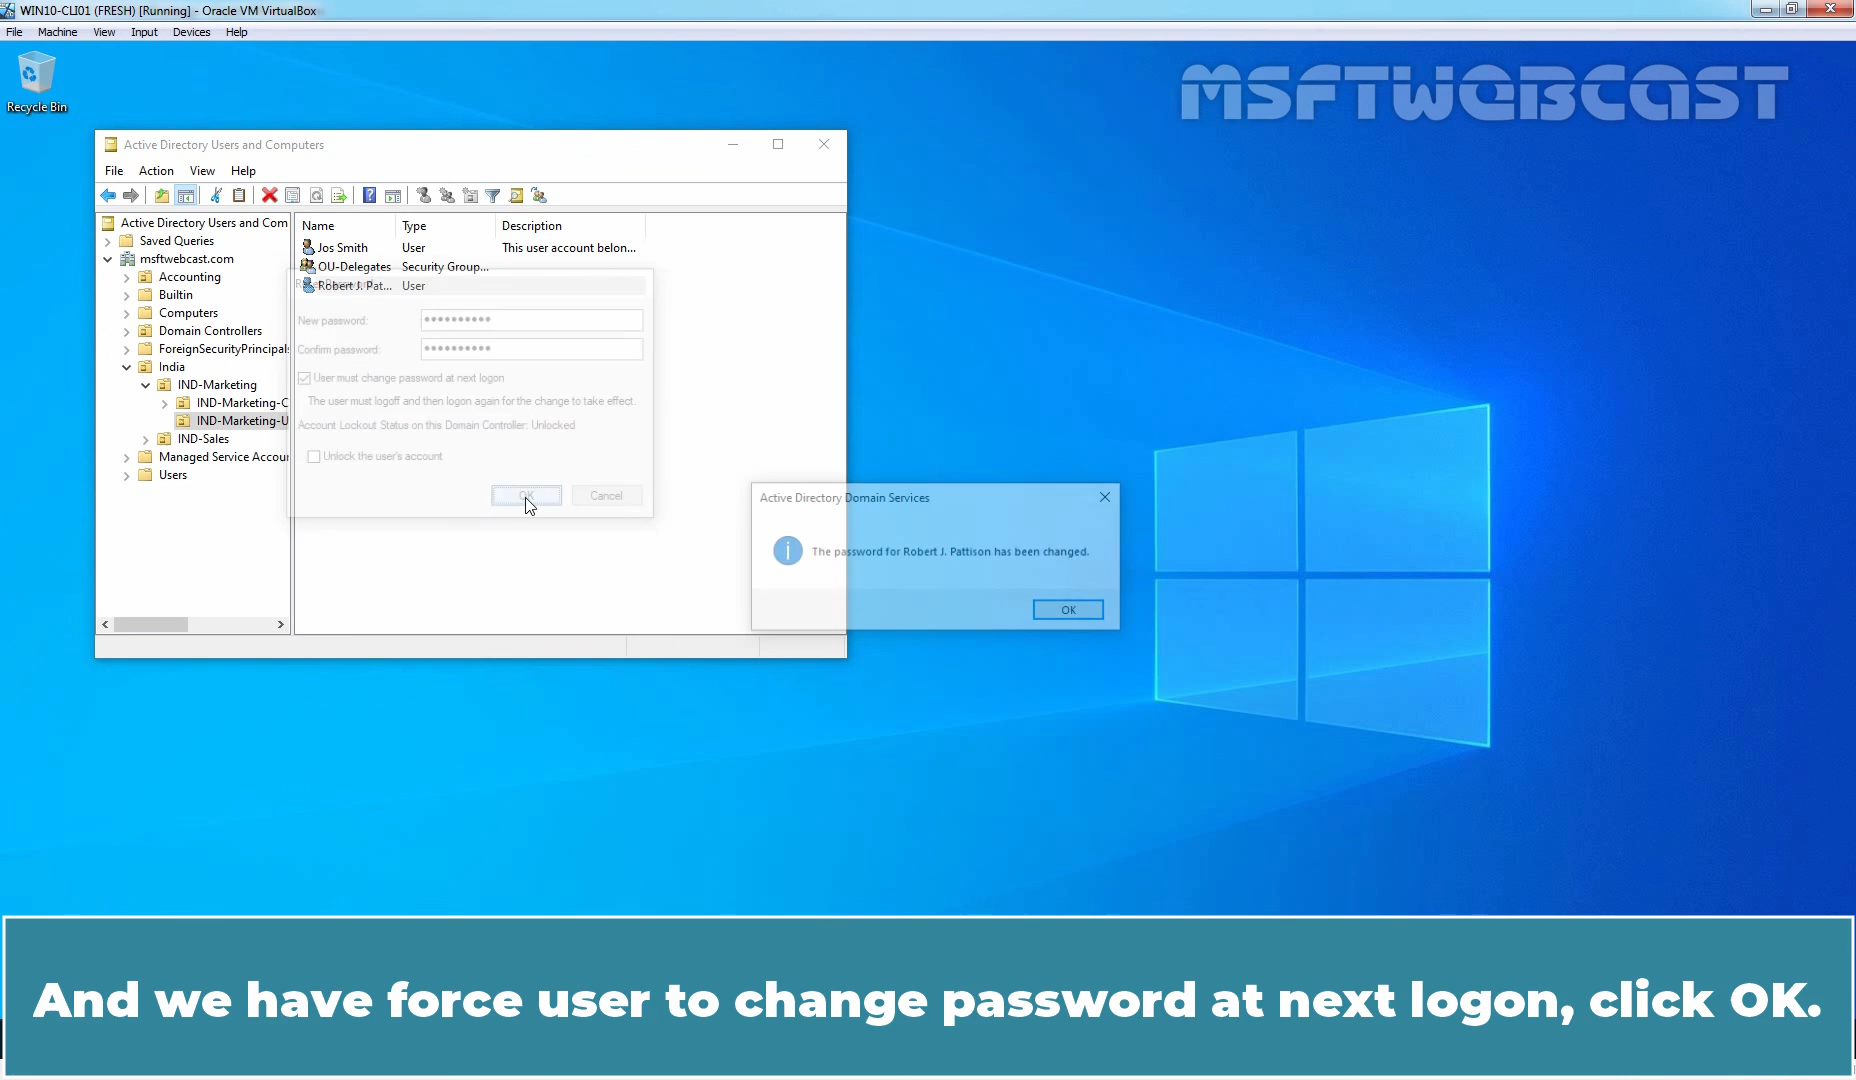 WIN10-CLI01 (FRESH) [Running] - Oracle VM VirtualBox
File Machine View Input Devices Help
Recycle Bin
MSFTWEBCAST
Active Directory Users and Computers
File Action View Help
Active Directory Users and Com
Saved Queries
msftwebcast.com
Accounting
Builtin
Computers
Domain Controllers
ForeignSecurityPrincipals
India
IND-Marketing
IND-Marketing-C
IND-Marketing-U
IND-Sales
Managed Service Accou
Users
Name Type Description
Jos Smith User This user account belon...
OU-Delegates Security Group...
Robert J. Pat... User
New password: ●●●●●●●●●●
Confirm password: ●●●●●●●●●●
User must change password at next logon
The user must logoff and then logon again for the change to take effect.
Account Lockout Status on this Domain Controller: Unlocked
Unlock the user's account
OK Cancel
Active Directory Domain Services
The password for Robert J. Pattison has been changed.
OK
And we have force user to change password at next logon, click OK.